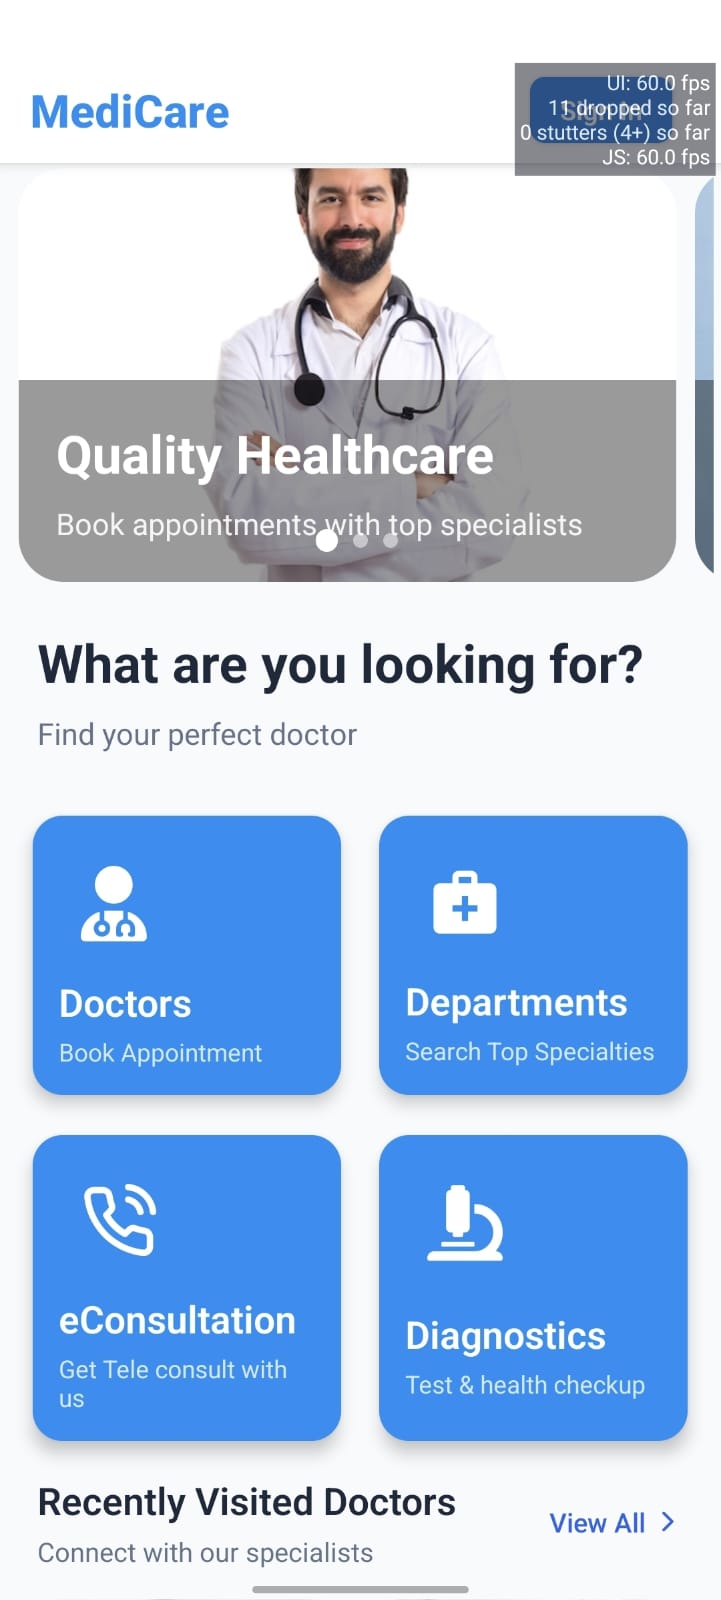 MediCare
Sign In
UI: 60.0 fps
11 dropped so far
0 stutters (4+) so far
JS: 60.0 fps
Quality Healthcare
Book appointments with top specialists
What are you looking for?
Find your perfect doctor
Doctors
Book Appointment
Departments
Search Top Specialties
eConsultation
Get Tele consult with
us
Diagnostics
Test & health checkup
Recently Visited Doctors
Connect with our specialists
View All